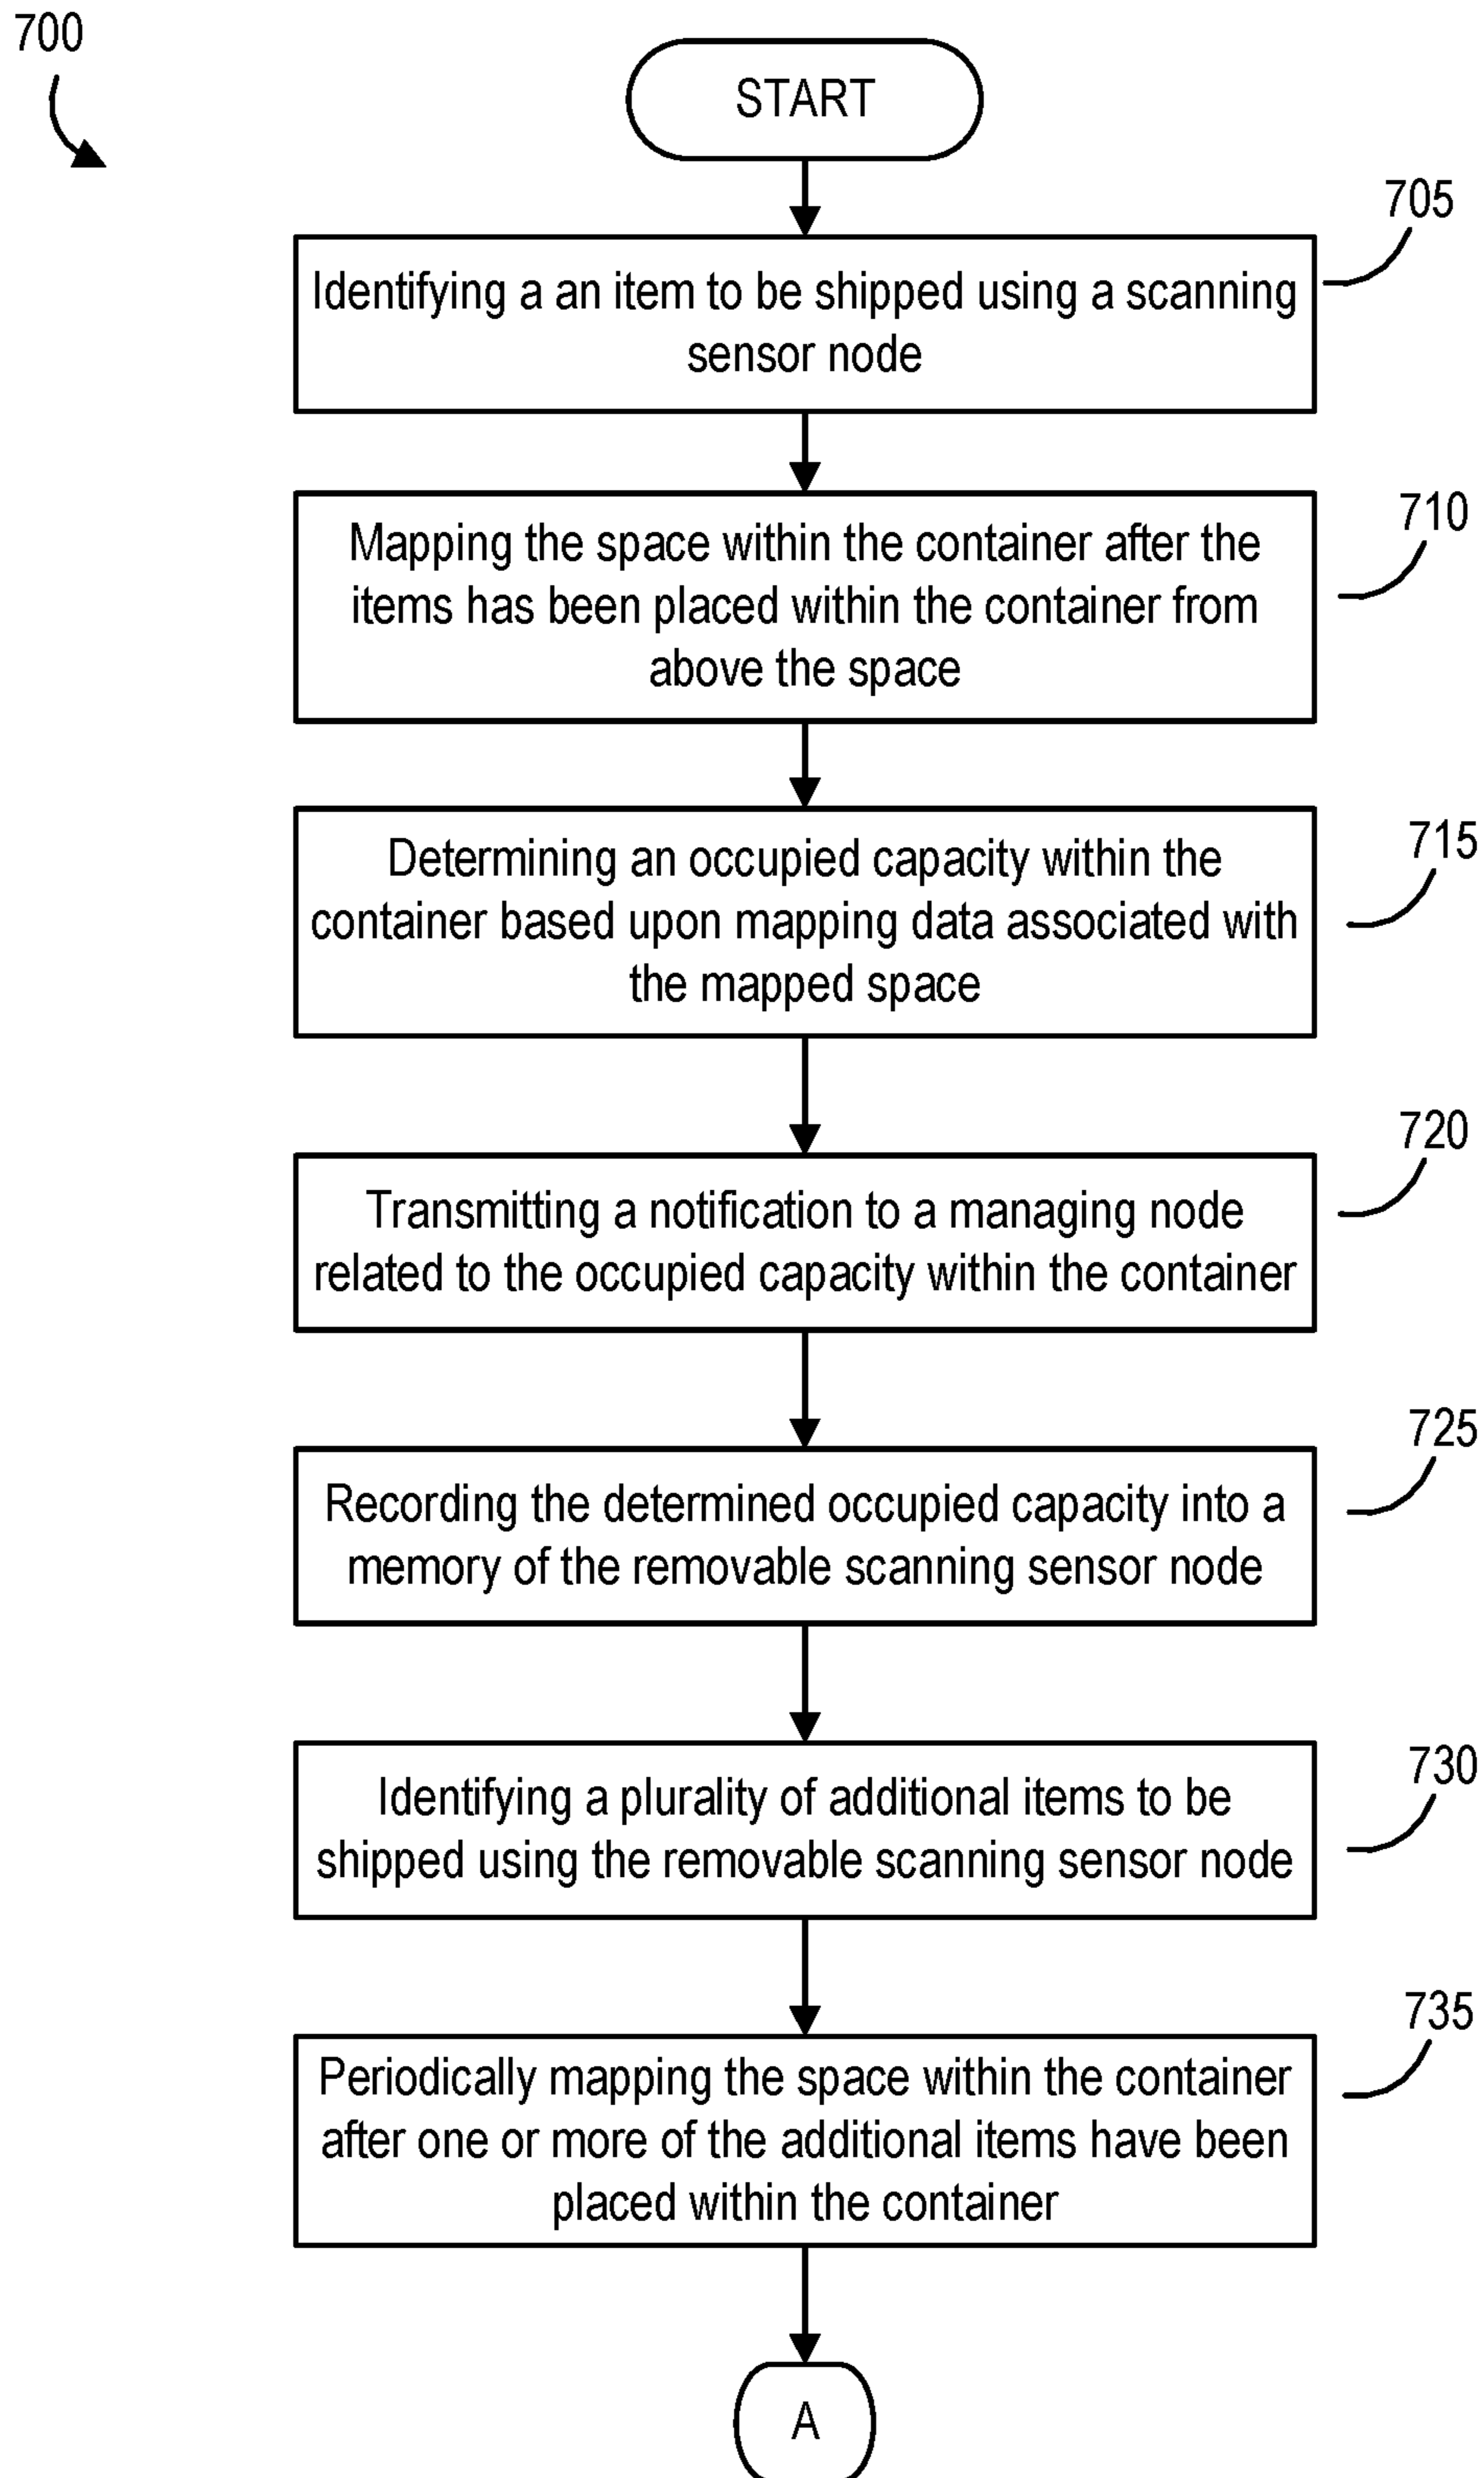 700
START
705
Identifying a an item to be shipped using a scanning
sensor node
710
Mapping the space within the container after the
items has been placed within the container from
above the space
715
Determining an occupied capacity within the
container based upon mapping data associated with
the mapped space
720
Transmitting a notification to a managing node
related to the occupied capacity within the container
725
Recording the determined occupied capacity into a
memory of the removable scanning sensor node
730
Identifying a plurality of additional items to be
shipped using the removable scanning sensor node
735
Periodically mapping the space within the container
after one or more of the additional items have been
placed within the container
A